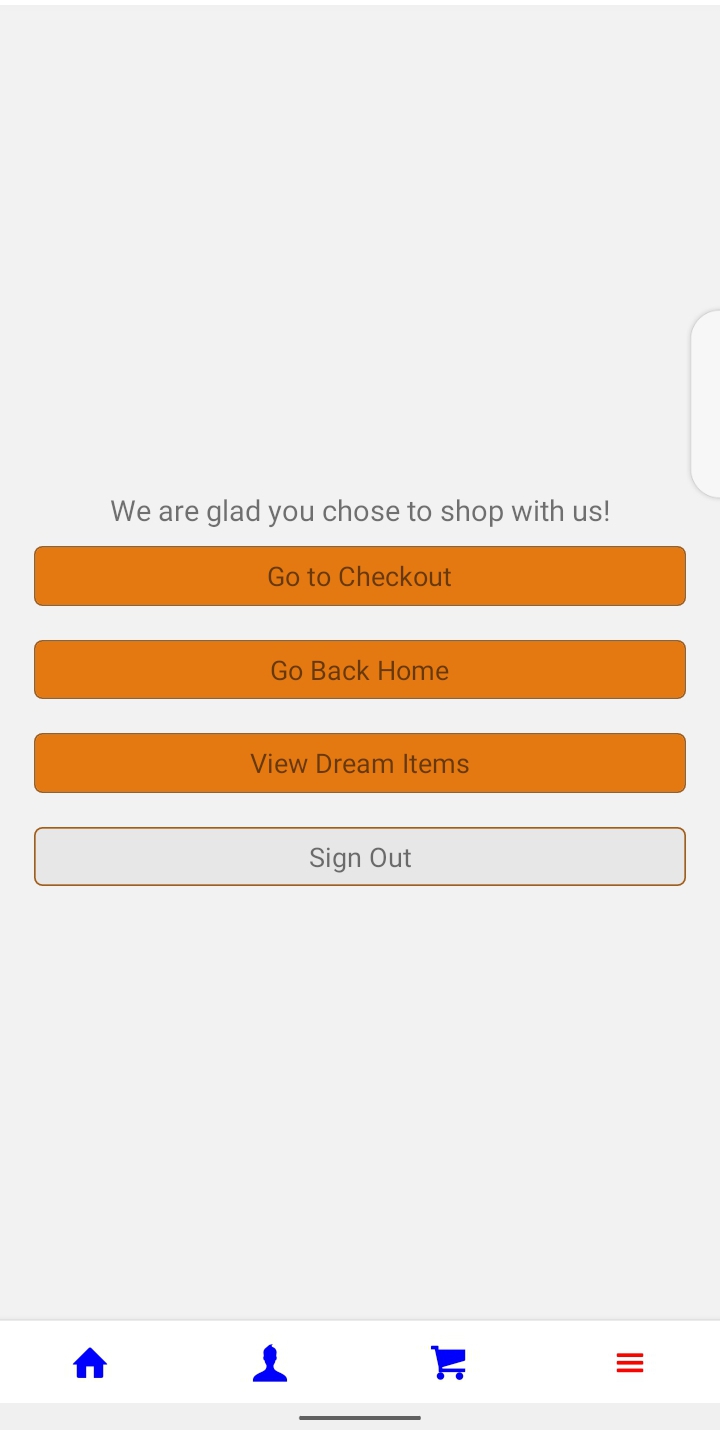 We are glad you chose to shop with us!
Go to Checkout
Go Back Home
View Dream Items
Sign Out